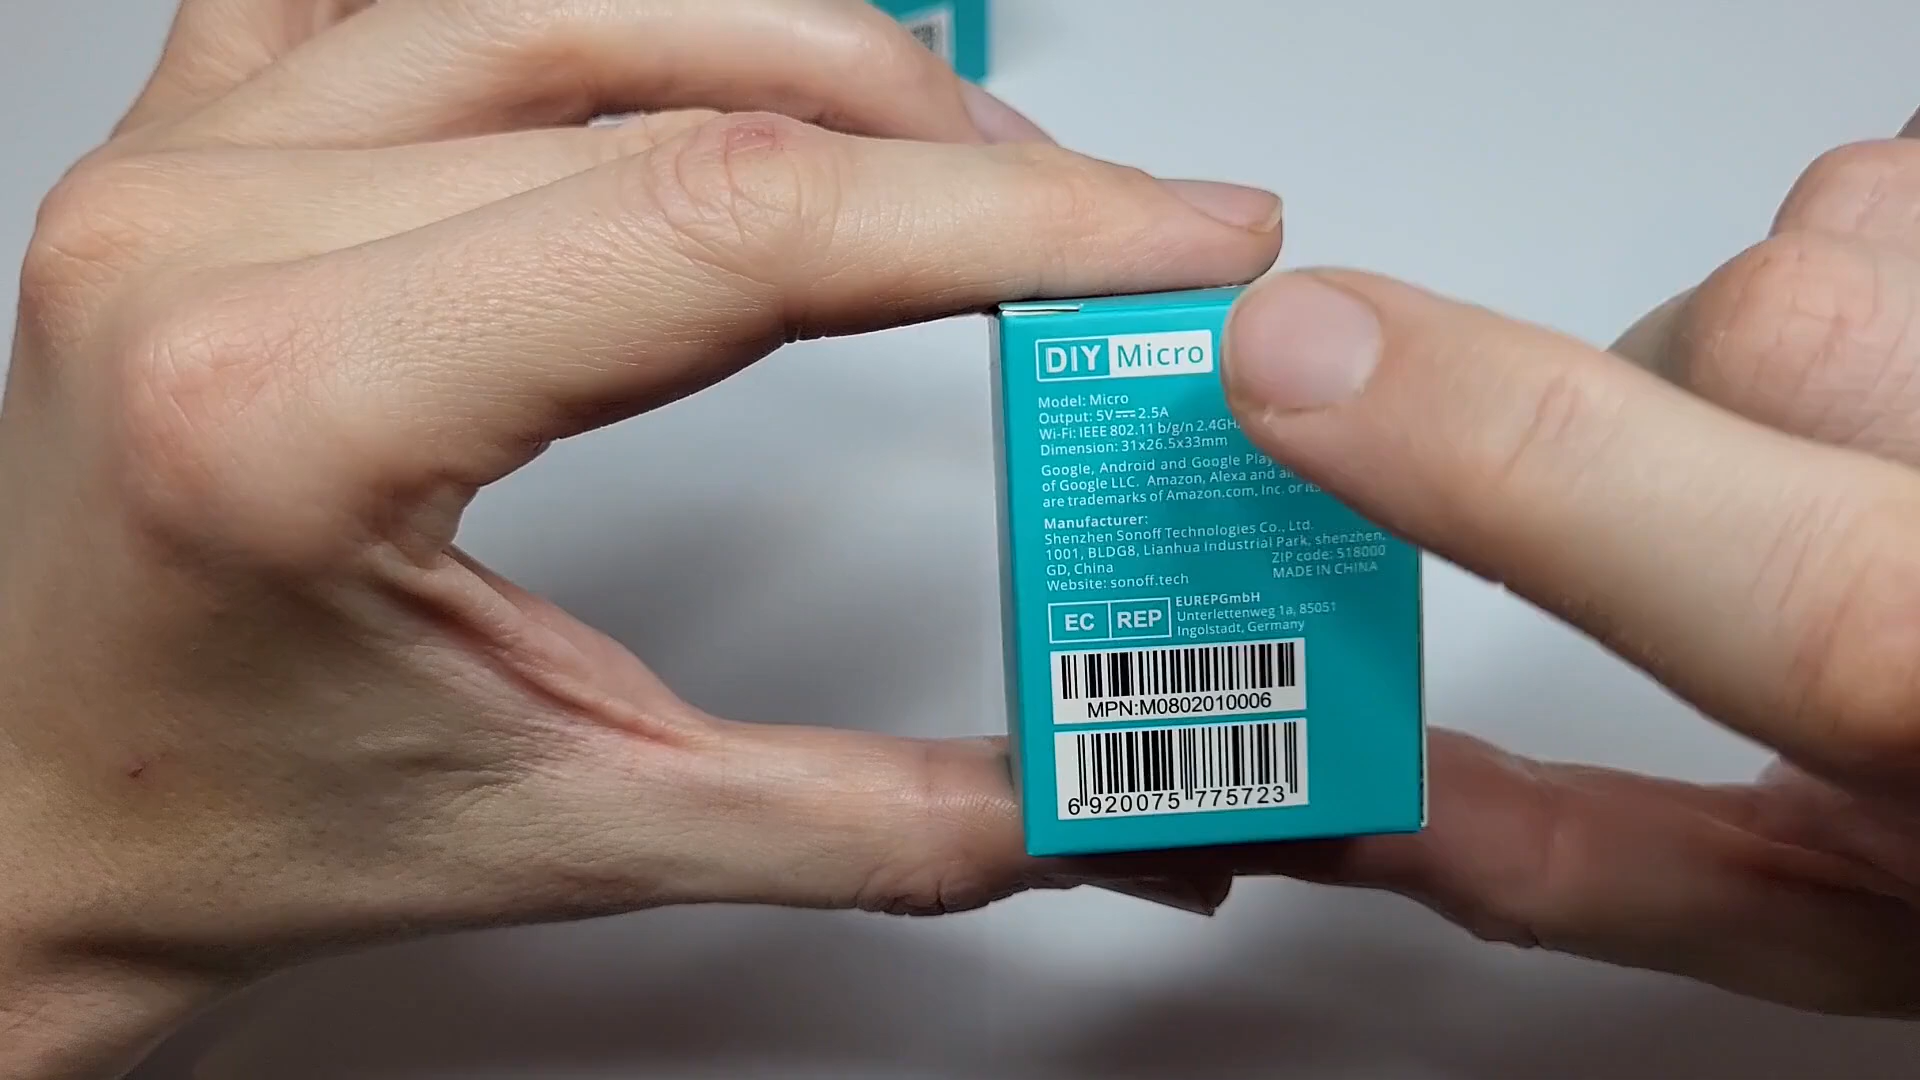 DIY Micro
Model: Micro
Output: 5V⎓2.5A
Wi-Fi: IEEE 802.11 b/g/n 2.4GH
Dimension: 31x26.5x33mm
Google, Android and Google Play
of Google LLC. Amazon, Alexa and all
are trademarks of Amazon.com, Inc. or its
Manufacturer:
Shenzhen Sonoff Technologies Co., Ltd.
1001, BLDG8, Lianhua Industrial Park, shenzhen,
GD, China
ZIP code: 518000
Website: sonoff.tech
MADE IN CHINA
EC REP
EUREPGmbH
Unterlettenweg 1a, 85051
Ingolstadt, Germany
MPN:M0802010006
6 920075 775723